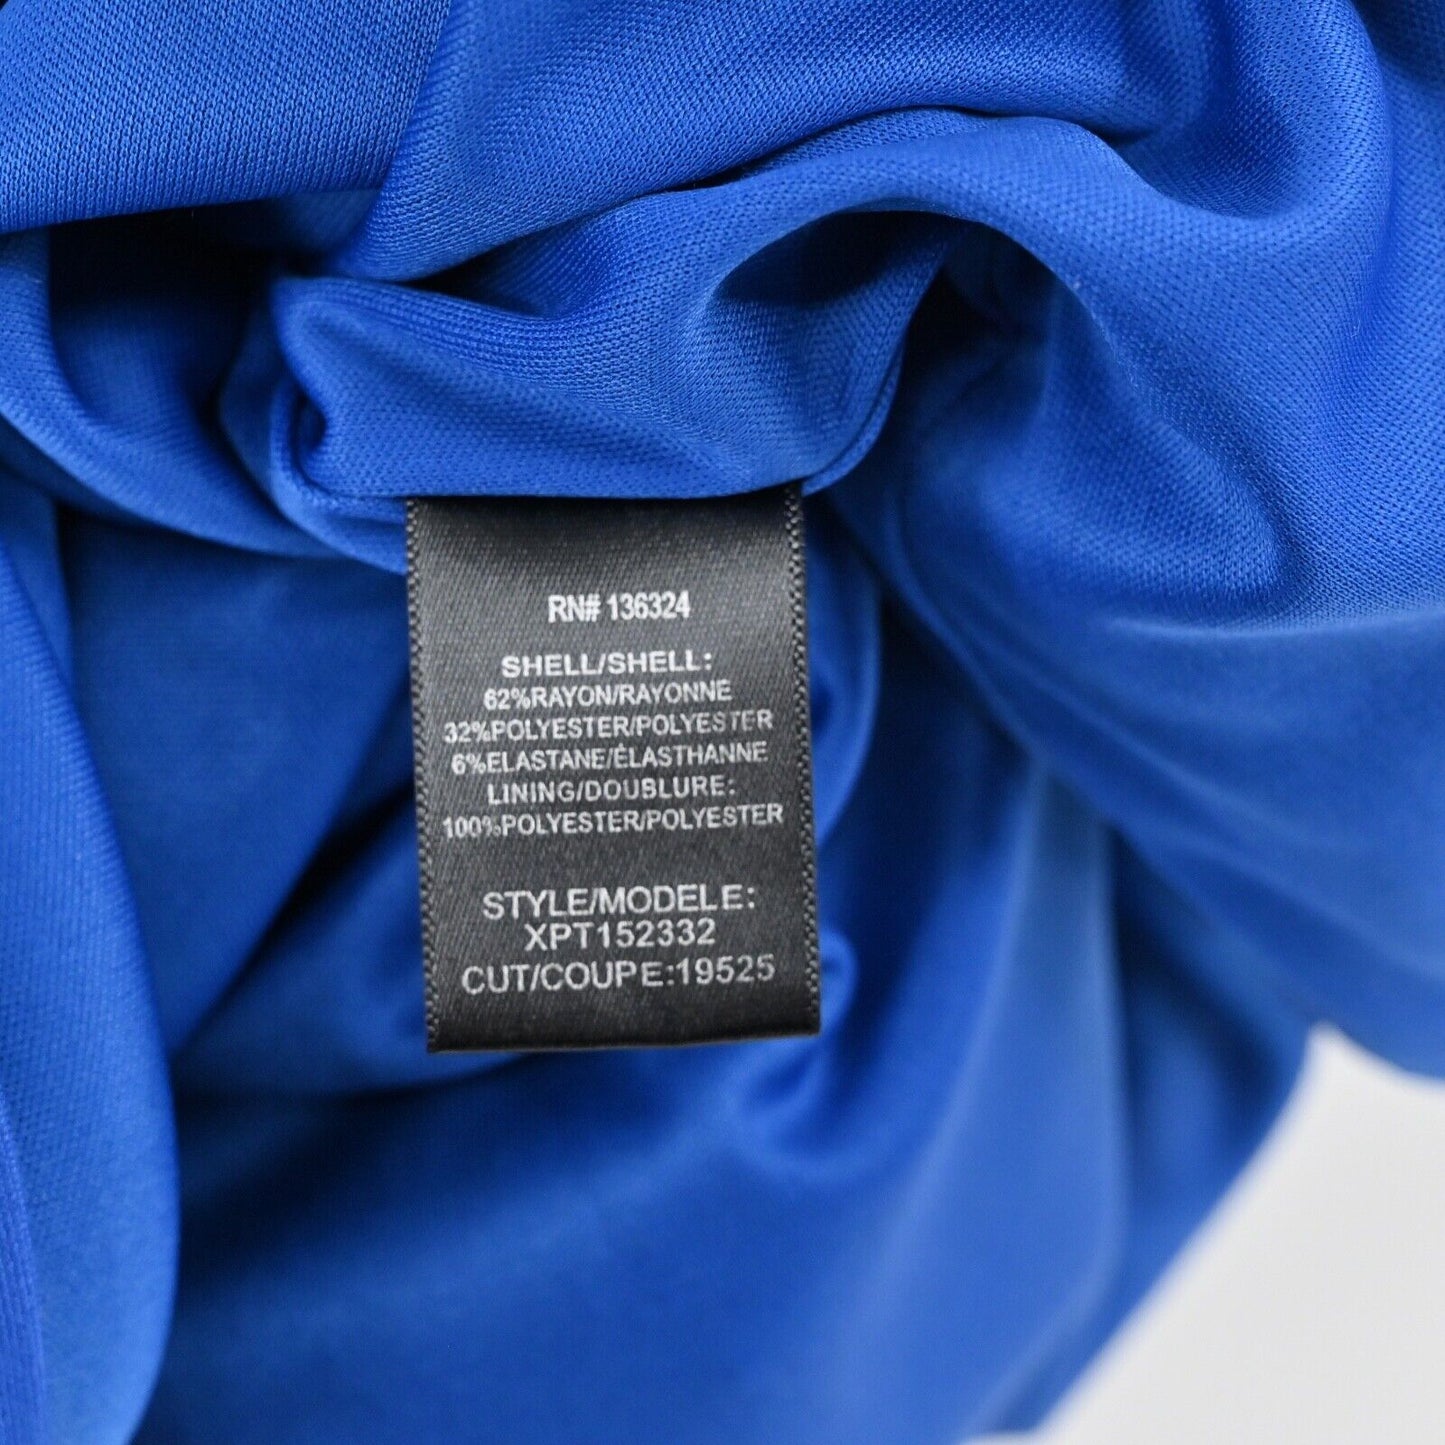 RN# 136324
SHELL/SHELL:
62%RAYON/RAYONNE
32%POLYESTER/POLYESTER
6%ELASTANE/ÉLASTHANNE
LINING/DOUBLURE:
100%POLYESTER/POLYESTER
STYLE/MODELE:
XPT152332
CUT/COUPE:19525